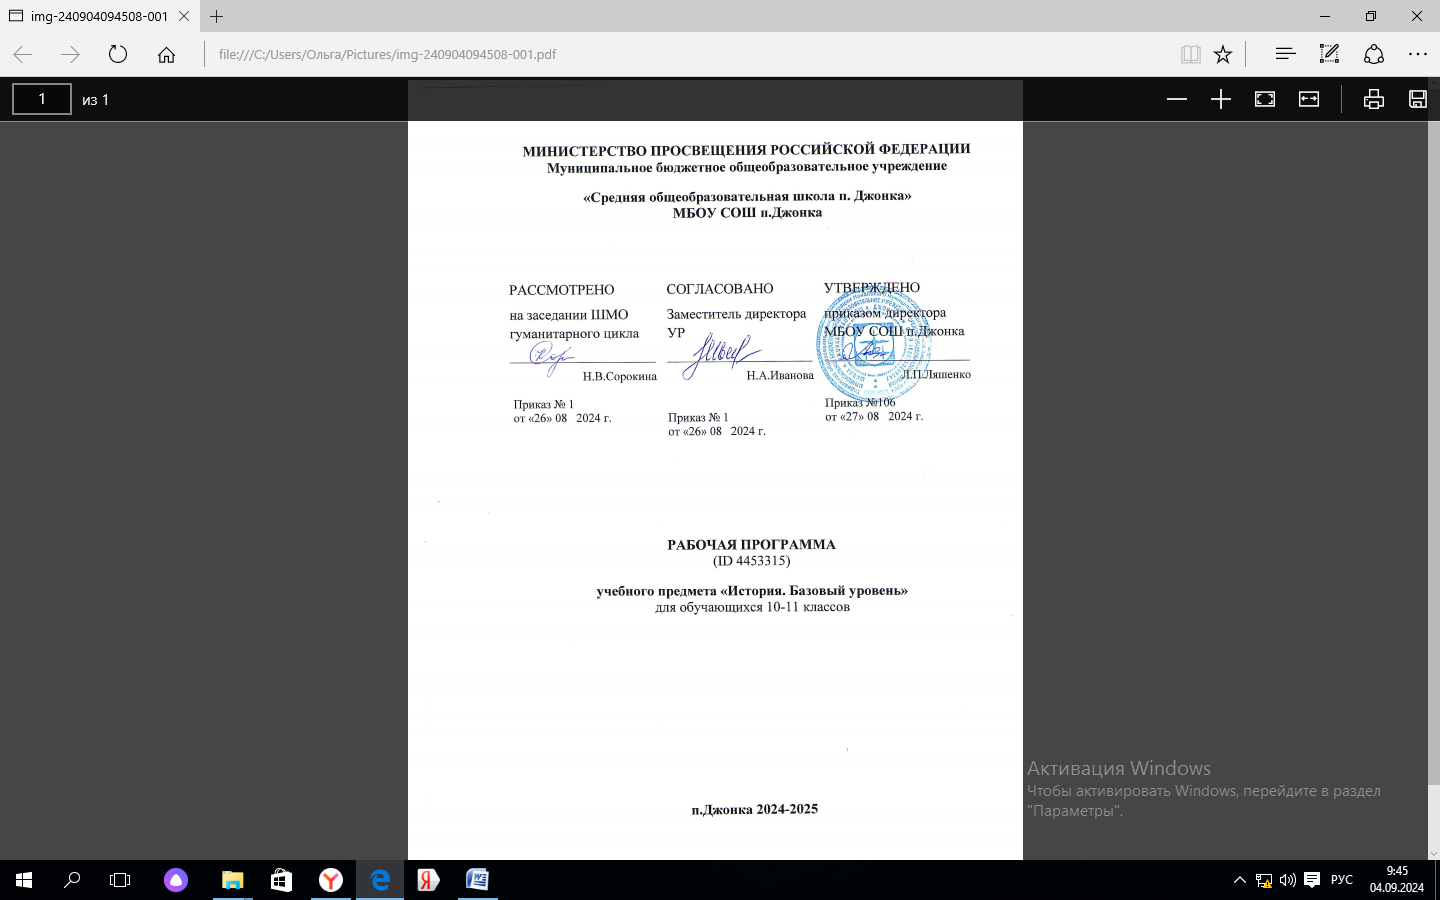 img-240904094508-001
file:///C:/Users/Ольга/Pictures/img-240904094508-001.pdf
1 из 1
МИНИСТЕРСТВО ПРОСВЕЩЕНИЯ РОССИЙСКОЙ ФЕДЕРАЦИИ
Муниципальное бюджетное общеобразовательное учреждение
«Средняя общеобразовательная школа п. Джонка»
МБОУ СОШ п.Джонка
РАССМОТРЕНО
на заседании ШМО
гуманитарного цикла
Н.В.Сорокина
Приказ № 1
от «26» 08 2024 г.
СОГЛАСОВАНО
Заместитель директора
УР
Н.А.Иванова
Приказ № 1
от «26» 08 2024 г.
УТВЕРЖДЕНО
приказом директора
МБОУ СОШ п.Джонка
Л.П.Ляшенко
Приказ №106
от «27» 08 2024 г.
РАБОЧАЯ ПРОГРАММА
(ID 4453315)
учебного предмета «История. Базовый уровень»
для обучающихся 10-11 классов
п.Джонка 2024-2025
Активация Windows
Чтобы активировать Windows, перейдите в раздел
"Параметры".
РУС
9:45
04.09.2024